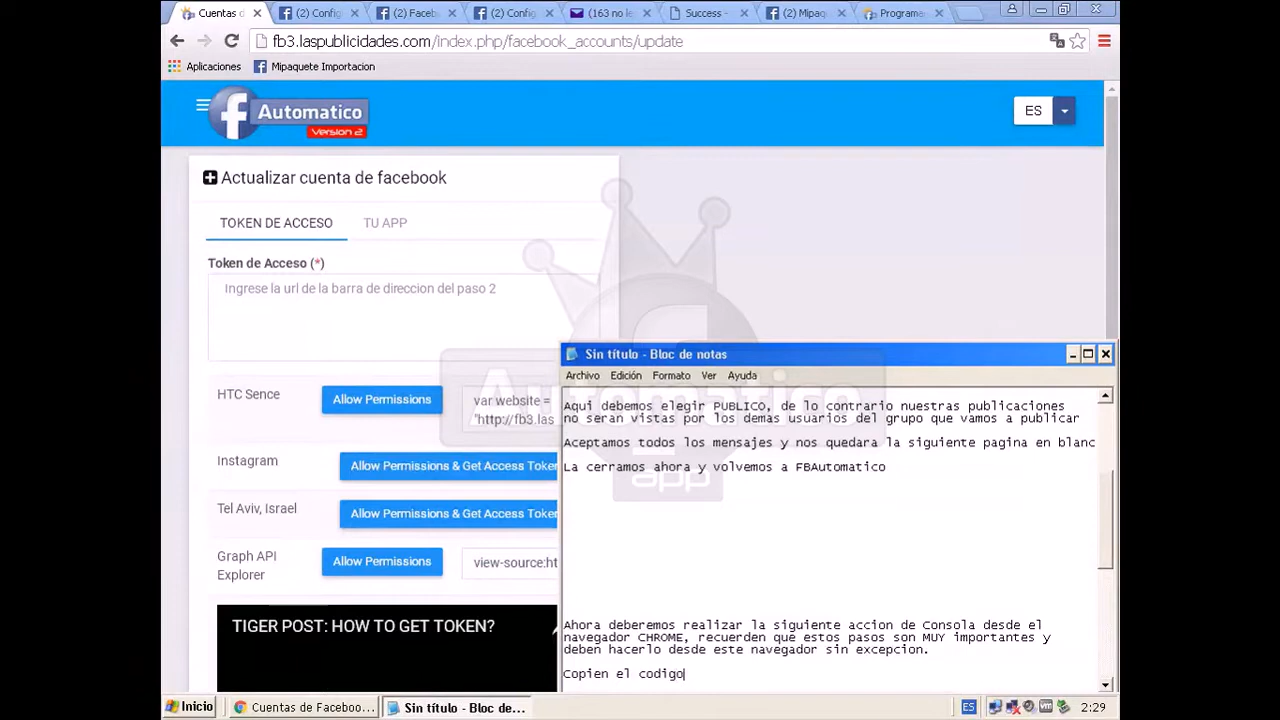 Cuentas d
(2) Config
(2) Faceb
(2) Config
(163 no le
Success -
(2) Mipaq
Programa
fb3.laspublicidades.com/index.php/facebook_accounts/update
Aplicaciones
Mipaquete Importacion
f Automatico
Version 2
ES
Actualizar cuenta de facebook
TOKEN DE ACCESO
TU APP
Token de Acceso (*)
Ingrese la url de la barra de direccion del paso 2
HTC Sence
Allow Permissions
var website =
"http://fb3.las
Instagram
Allow Permissions & Get Access Token
Tel Aviv, Israel
Allow Permissions & Get Access Token
Graph API
Explorer
Allow Permissions
view-source:ht
TIGER POST: HOW TO GET TOKEN?
Automatico
app
Sin título - Bloc de notas
Archivo Edición Formato Ver Ayuda
Aqui debemos elegir PUBLICO, de lo contrario nuestras publicaciones
no seran vistas por los demas usuarios del grupo que vamos a publicar
Aceptamos todos los mensajes y nos quedara la siguiente pagina en blanc
La cerramos ahora y volvemos a FBAutomatico
Ahora deberemos realizar la siguiente accion de Consola desde el
navegador CHROME, recuerden que estos pasos son MUY importantes y
deben hacerlo desde este navegador sin excepcion.
Copien el codigo
Inicio
Cuentas de Faceboo...
Sin título - Bloc de...
ES
2:29